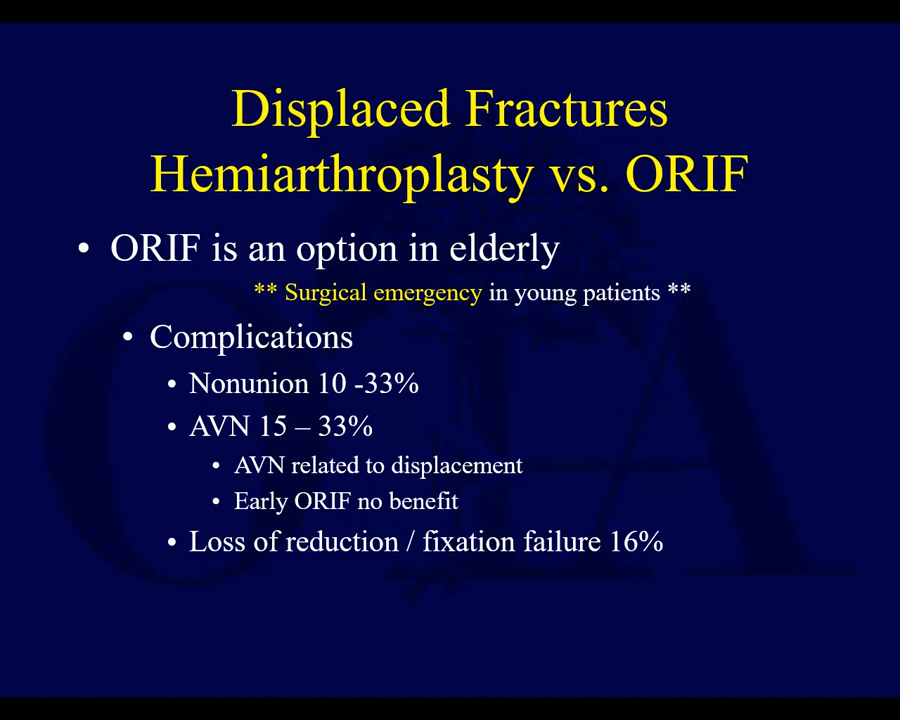 Displaced Fractures
Hemiarthroplasty vs. ORIF
• ORIF is an option in elderly
** Surgical emergency in young patients **
• Complications
• Nonunion 10 -33%
• AVN 15 – 33%
• AVN related to displacement
• Early ORIF no benefit
• Loss of reduction / fixation failure 16%
OTA